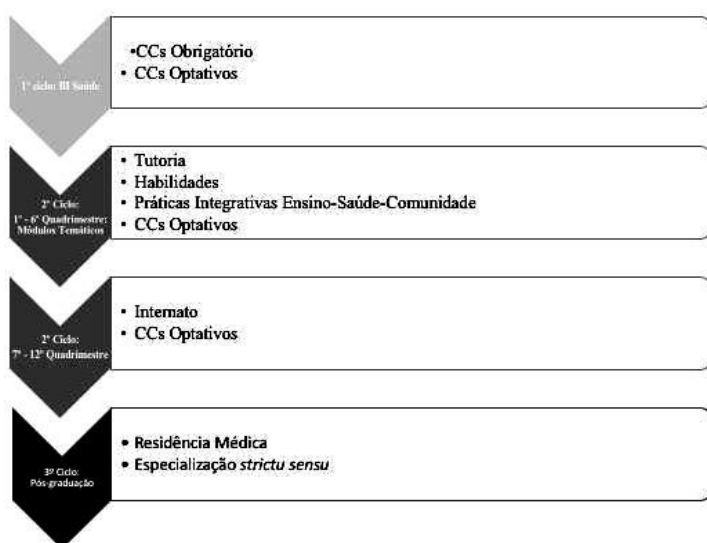 1º ciclo: BI Saúde
•CCs Obrigatório
• CCs Optativos
2º Ciclo:
1º - 6º Quadrimestre:
Módulos Temáticos
• Tutoria
• Habilidades
• Práticas Integrativas Ensino-Saúde-Comunidade
• CCs Optativos
2º Ciclo:
7º - 12º Quadrimestre
• Internato
• CCs Optativos
3º Ciclo:
Pós-graduação
• Residência Médica
• Especialização strictu sensu